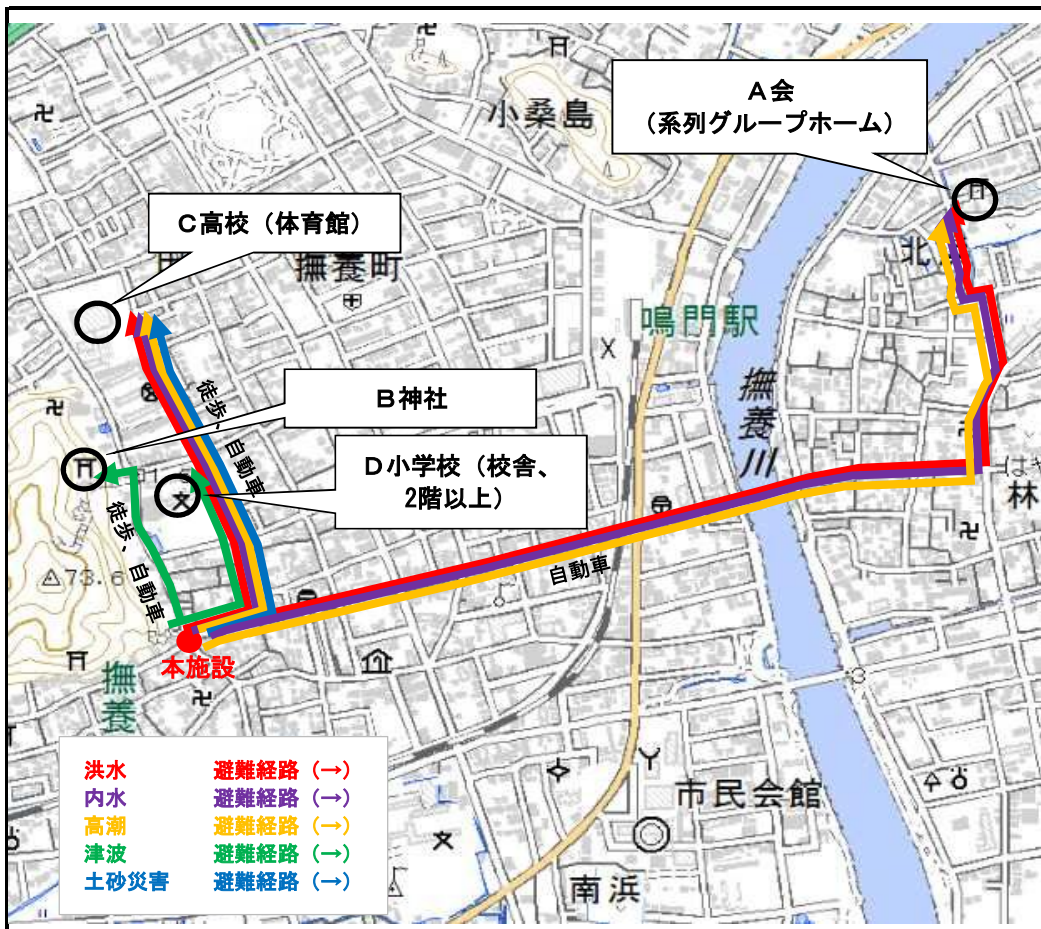 小桑島
A会
（系列グループホーム）
C高校（体育館）
撫養町
鳴門駅
撫養川
B神社
D小学校（校舎、
2階以上）
徒歩、自動車
徒歩、自動車
自動車
北
林
73.6
本施設
撫養
市民会館
南浜
洪水 避難経路（→）
内水 避難経路（→）
高潮 避難経路（→）
津波 避難経路（→）
土砂災害 避難経路（→）